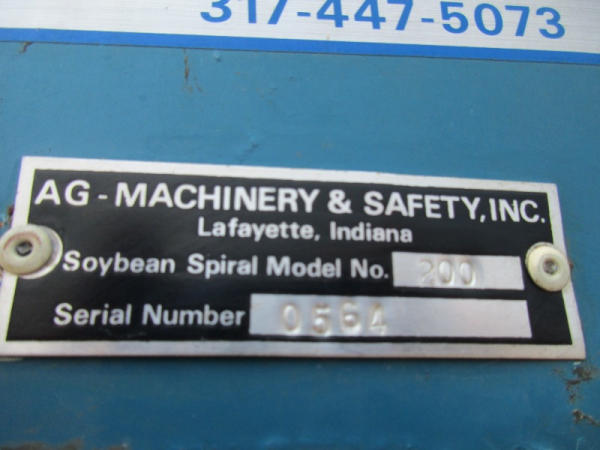 317-447-5073
AG - MACHINERY & SAFETY, INC.
Lafayette, Indiana
Soybean Spiral Model No. 200
Serial Number 0564